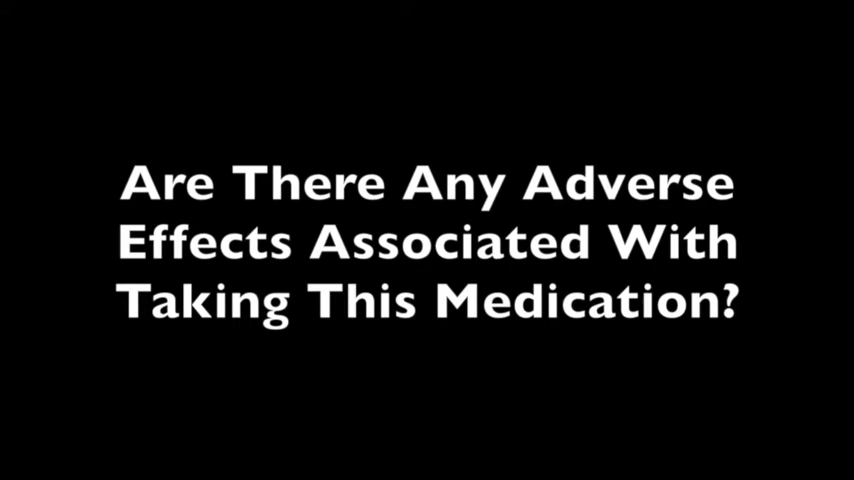 Are There Any Adverse
Effects Associated With
Taking This Medication?